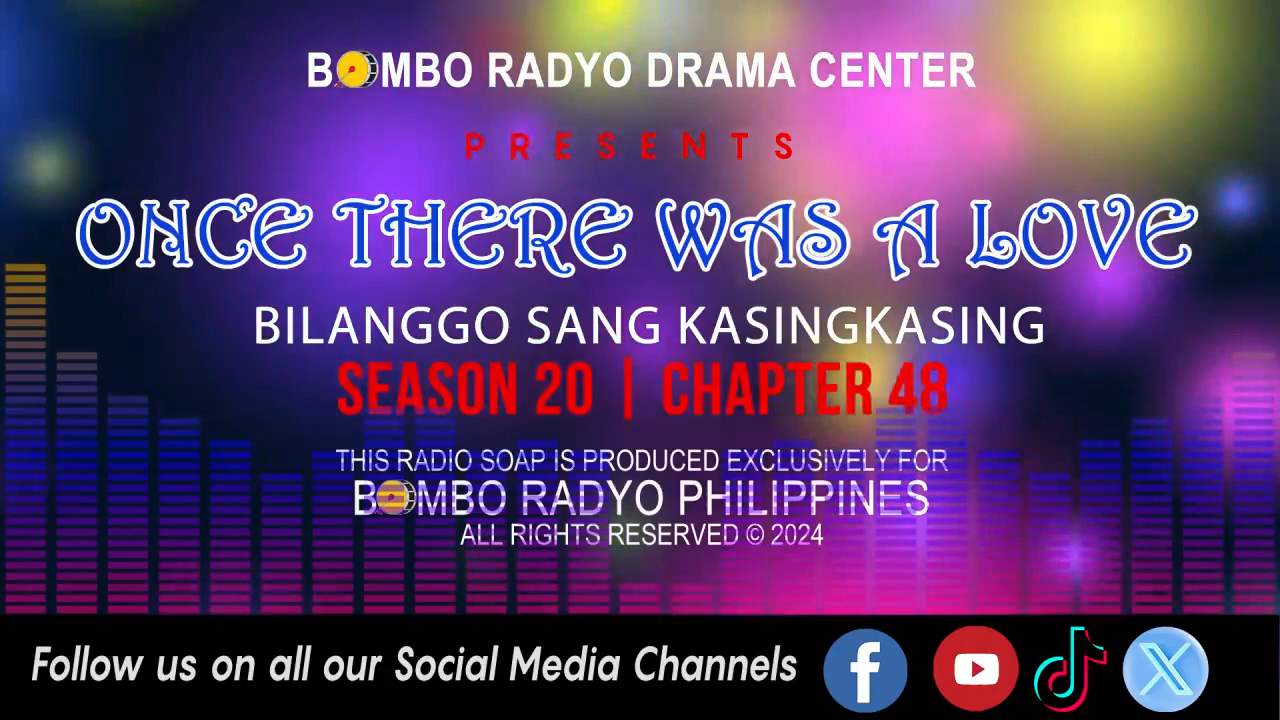 BOMBO RADYO DRAMA CENTER
PRESENTS
ONCE THERE WAS A LOVE
BILANGGO SANG KASINGKASING
SEASON 20 | CHAPTER 48
THIS RADIO SOAP IS PRODUCED EXCLUSIVELY FOR
BOMBO RADYO PHILIPPINES
ALL RIGHTS RESERVED © 2024
Follow us on all our Social Media Channels